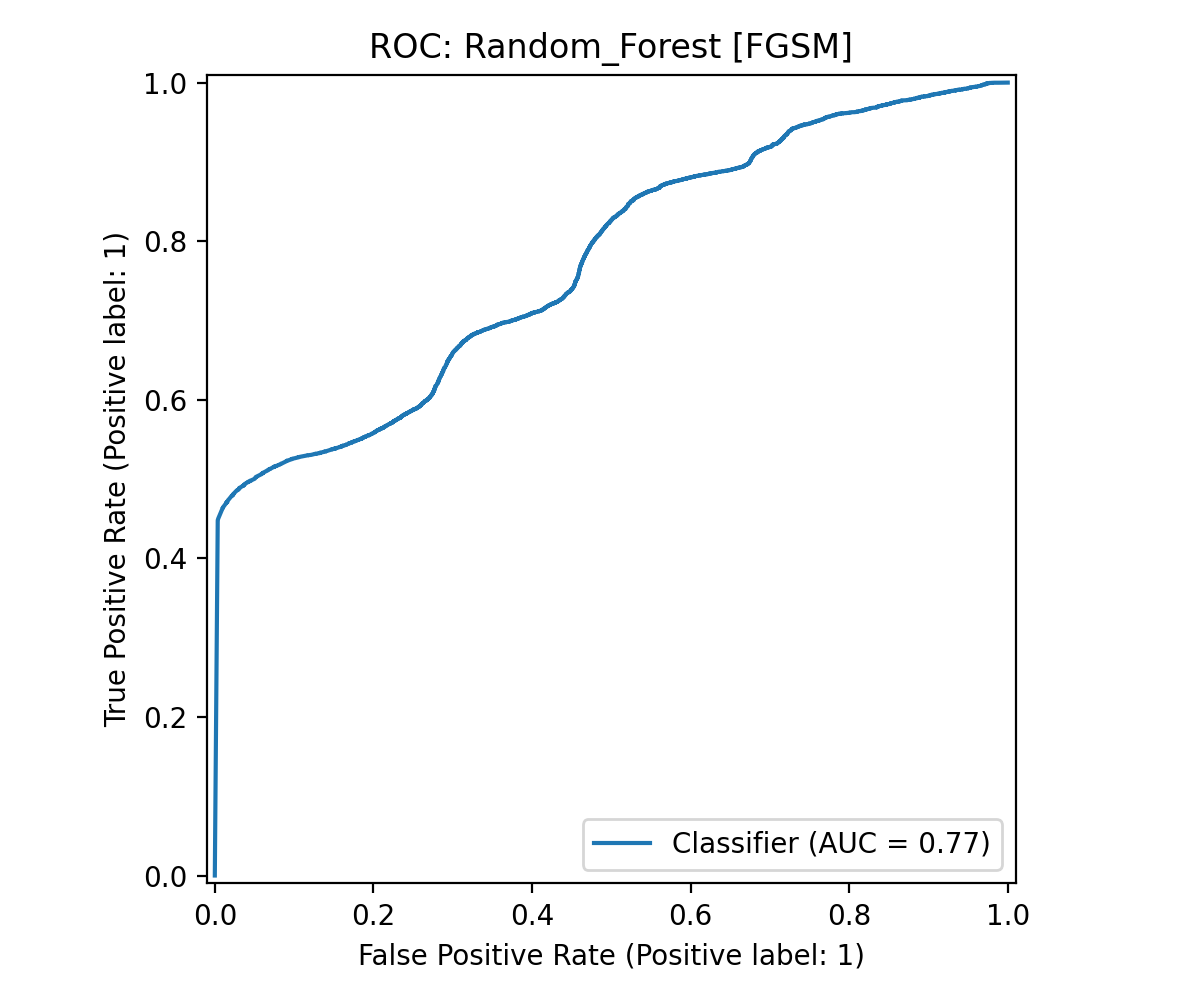 ROC: Random_Forest [FGSM]
True Positive Rate (Positive label: 1)
1.0
0.8
0.6
0.4
0.2
0.0
Classifier (AUC = 0.77)
0.0 0.2 0.4 0.6 0.8 1.0
False Positive Rate (Positive label: 1)